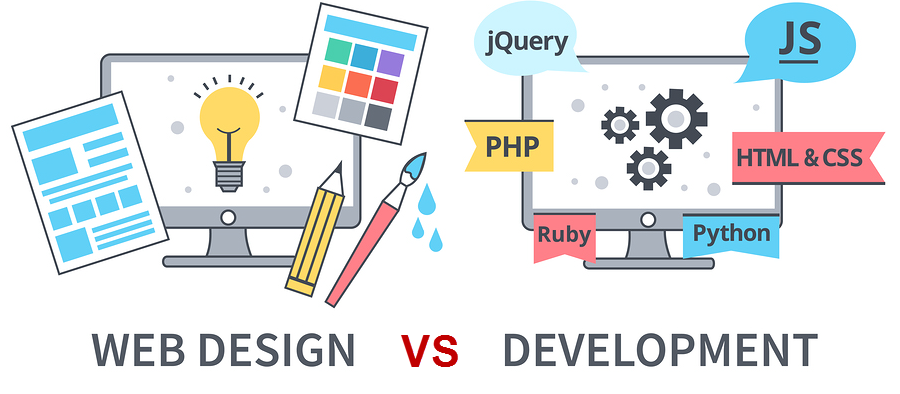 jQuery
JS
PHP
HTML & CSS
Ruby
Python
WEB DESIGN VS DEVELOPMENT